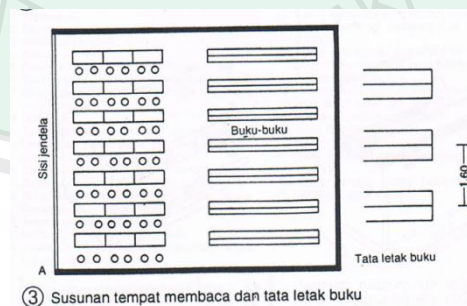 Sisi jendela
Buku-buku
1.60
A
Tata letak buku
③ Susunan tempat membaca dan tata letak buku